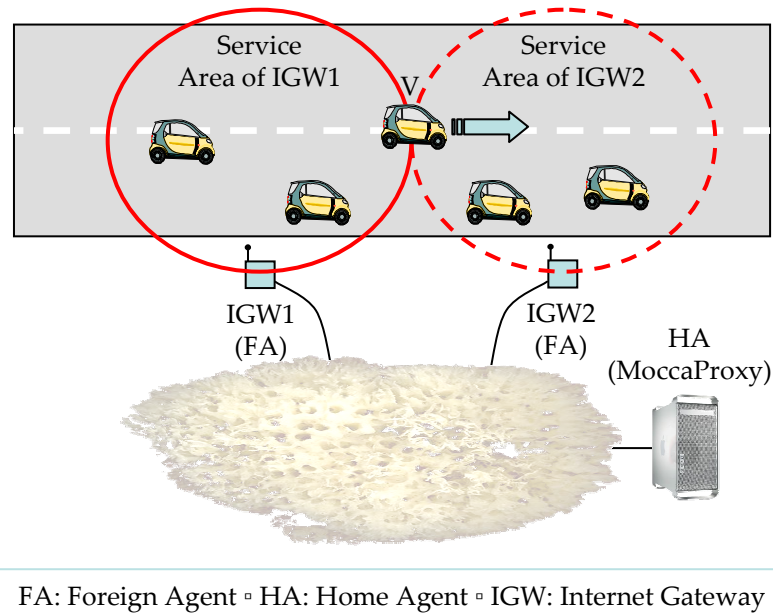 Service
Area of IGW1
Service
Area of IGW2
V
IGW1
(FA)
IGW2
(FA)
HA
(MoccaProxy)
FA: Foreign Agent ▫ HA: Home Agent ▫ IGW: Internet Gateway